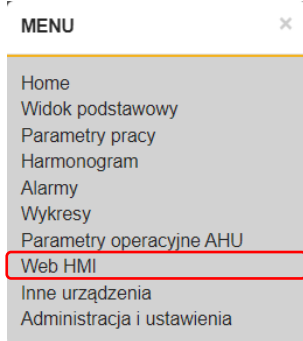 MENU ×
Home
Widok podstawowy
Parametry pracy
Harmonogram
Alarmy
Wykresy
Parametry operacyjne AHU
Web HMI
Inne urządzenia
Administracja i ustawienia